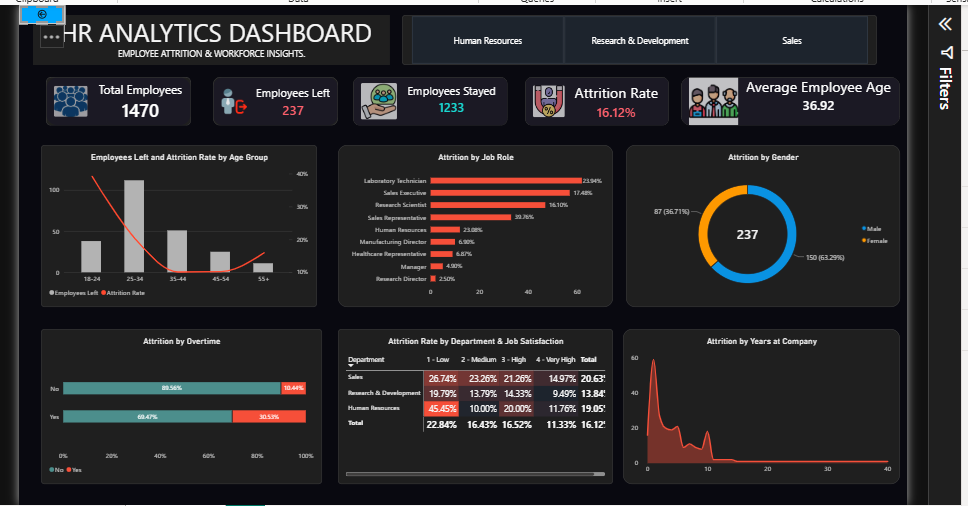 HR ANALYTICS DASHBOARD
EMPLOYEE ATTRITION & WORKFORCE INSIGHTS.
Human Resources
Research & Development
Sales
Filters
Total Employees
1470
Employees Left
237
Employees Stayed
1233
Attrition Rate
16.12%
Average Employee Age
36.92
Employees Left and Attrition Rate by Age Group
100
50
0
40%
30%
20%
10%
18-24 25-34 35-44 45-54 55+
Employees Left Attrition Rate
Attrition by Job Role
Laboratory Technician 23.94%
Sales Executive 17.48%
Research Scientist 16.10%
Sales Representative 39.76%
Human Resources 23.08%
Manufacturing Director 6.90%
Healthcare Representative 6.87%
Manager 4.90%
Research Director 2.50%
0 20 40 60
Attrition by Gender
87 (36.71%)
237
150 (63.29%)
Male
Female
Attrition by Overtime
No 89.56% 10.44%
Yes 69.47% 30.53%
0% 20% 40% 60% 80% 100%
No Yes
Attrition Rate by Department & Job Satisfaction
Department 1 - Low 2 - Medium 3 - High 4 - Very High Total
Sales 26.74% 23.26% 21.26% 14.97% 20.63%
Research & Development 19.79% 13.79% 14.33% 9.49% 13.84%
Human Resources 45.45% 10.00% 20.00% 11.76% 19.05%
Total 22.84% 16.43% 16.52% 11.33% 16.12%
Attrition by Years at Company
60
40
20
0
0 10 20 30 40